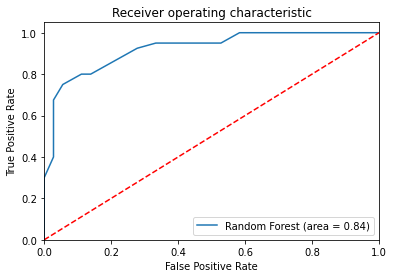 Receiver operating characteristic
1.0
0.8
0.6
0.4
0.2
0.0
True Positive Rate
Random Forest (area = 0.84)
0.0 0.2 0.4 0.6 0.8 1.0
False Positive Rate